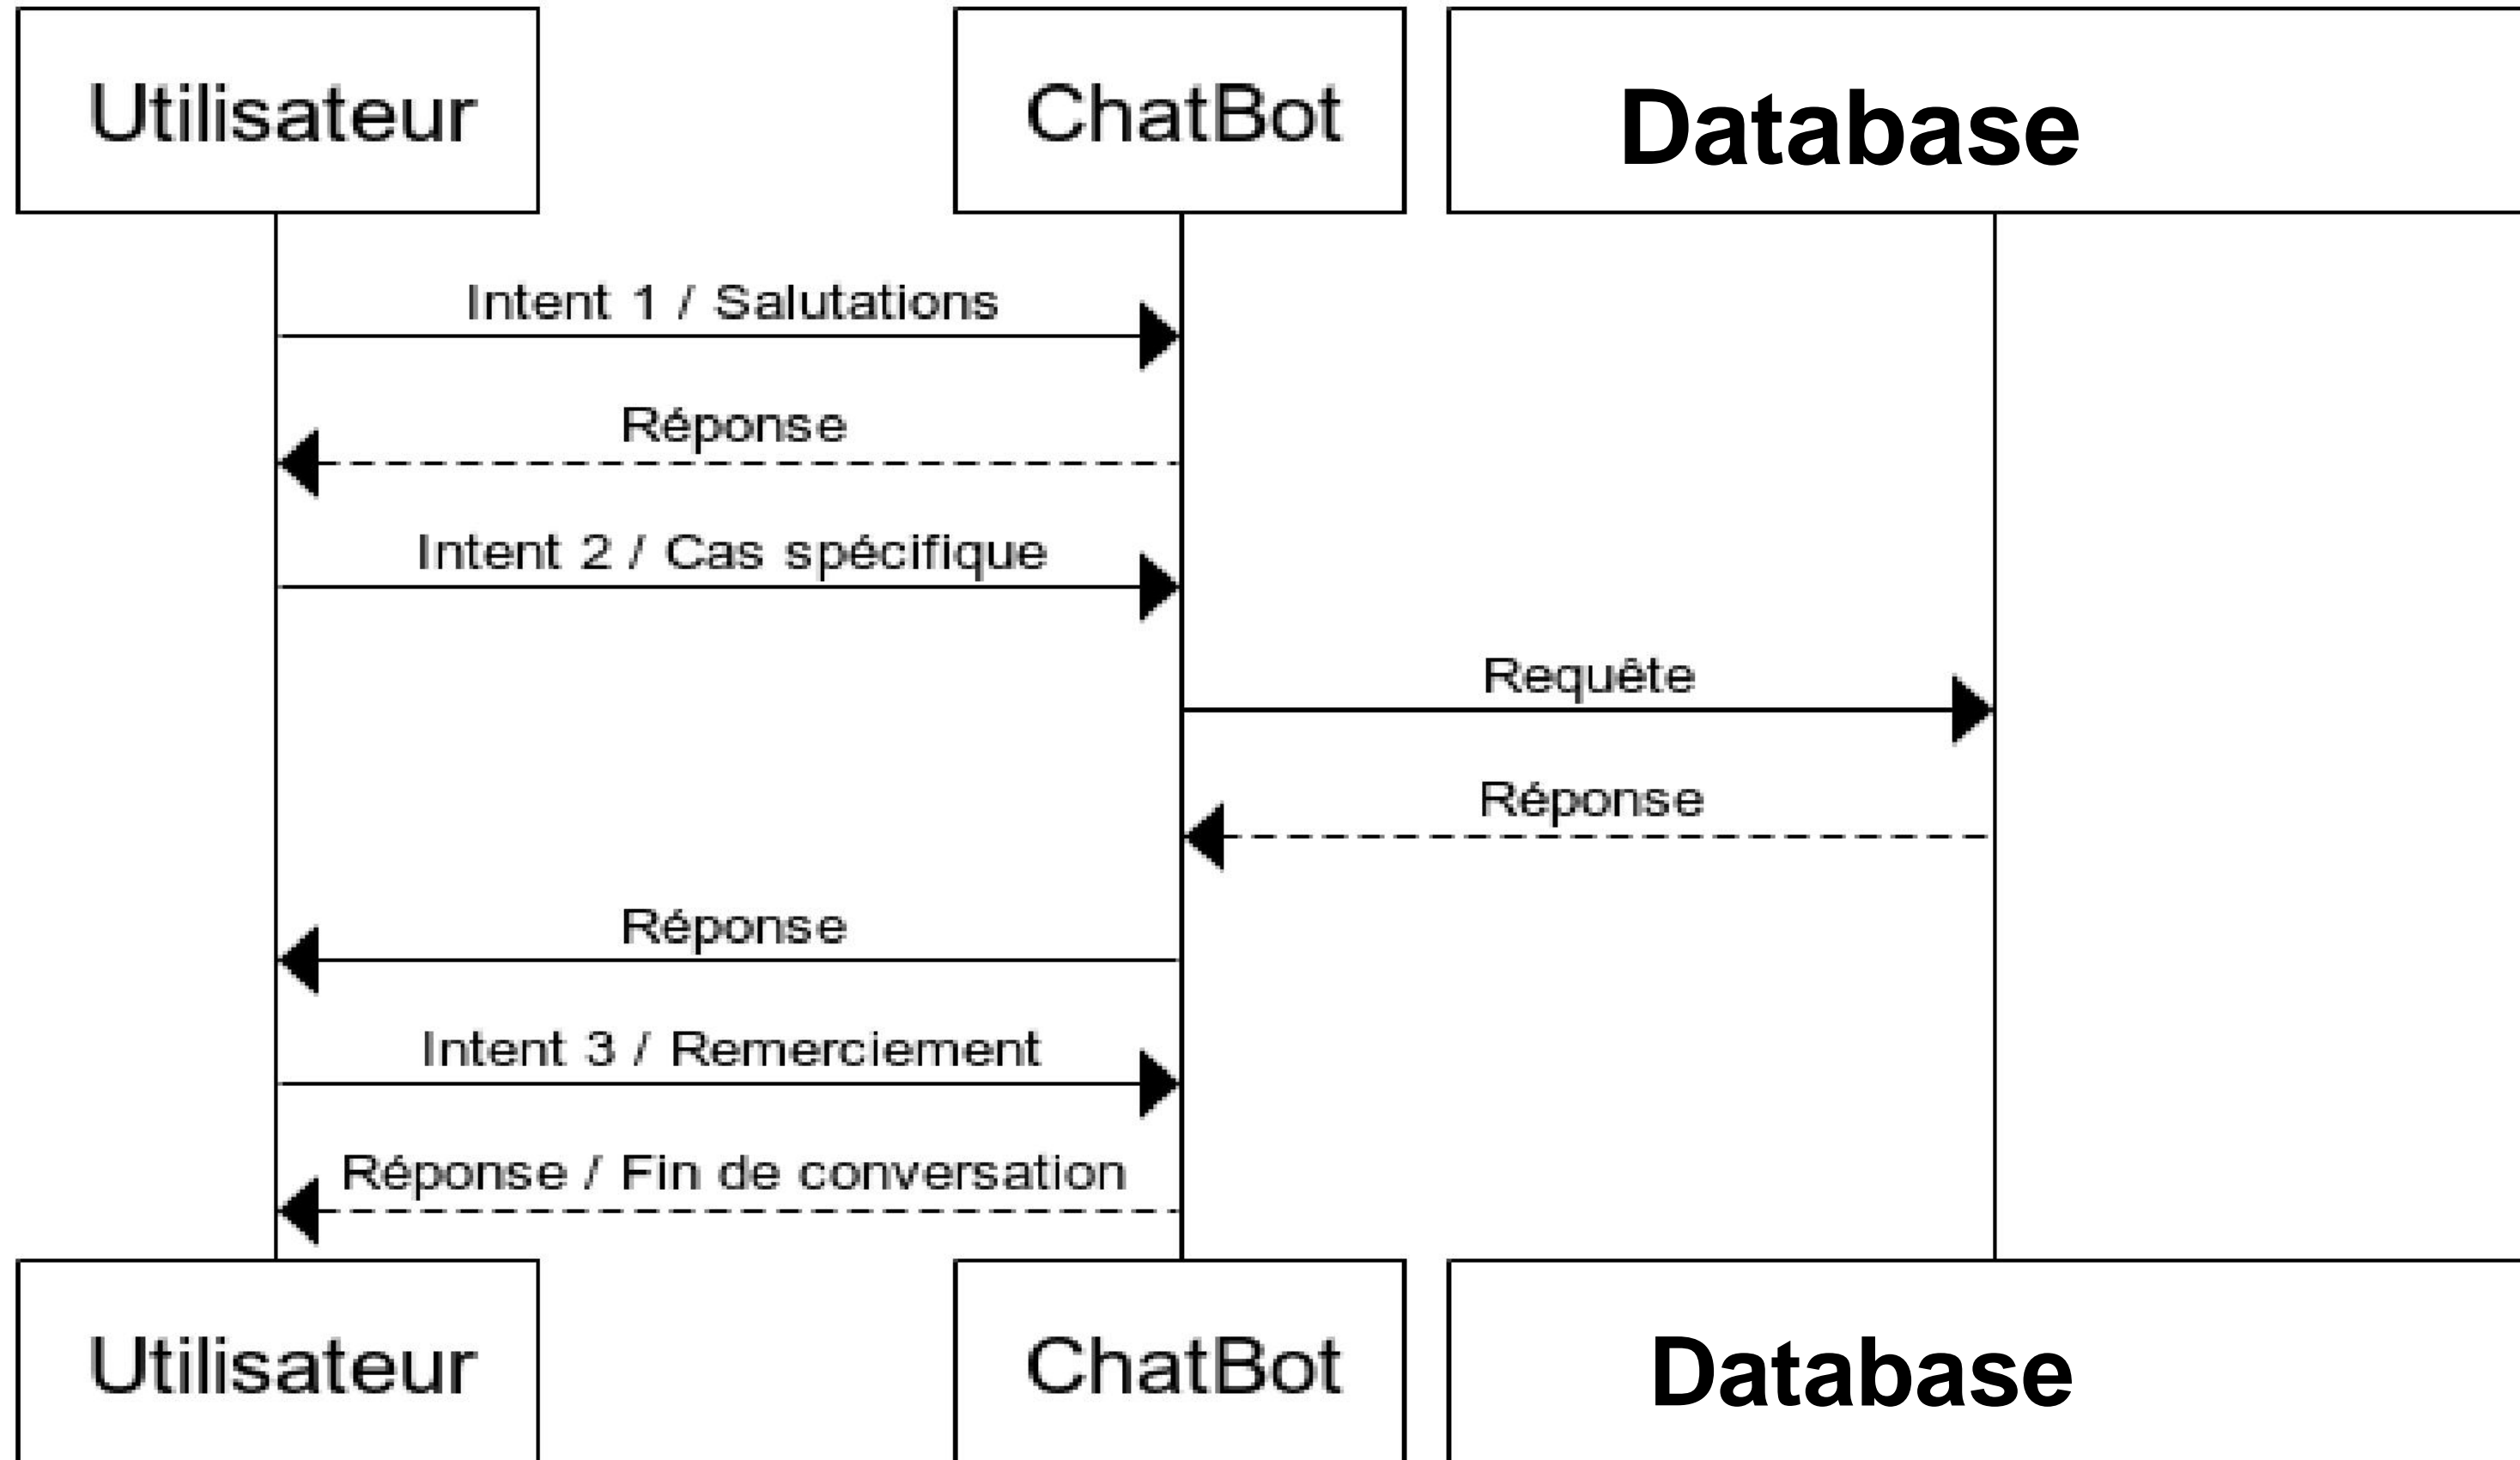 Utilisateur
ChatBot
Database
Intent 1 / Salutations
Réponse
Intent 2 / Cas spécifique
Requête
Réponse
Réponse
Intent 3 / Remerciement
Réponse / Fin de conversation
Utilisateur
ChatBot
Database